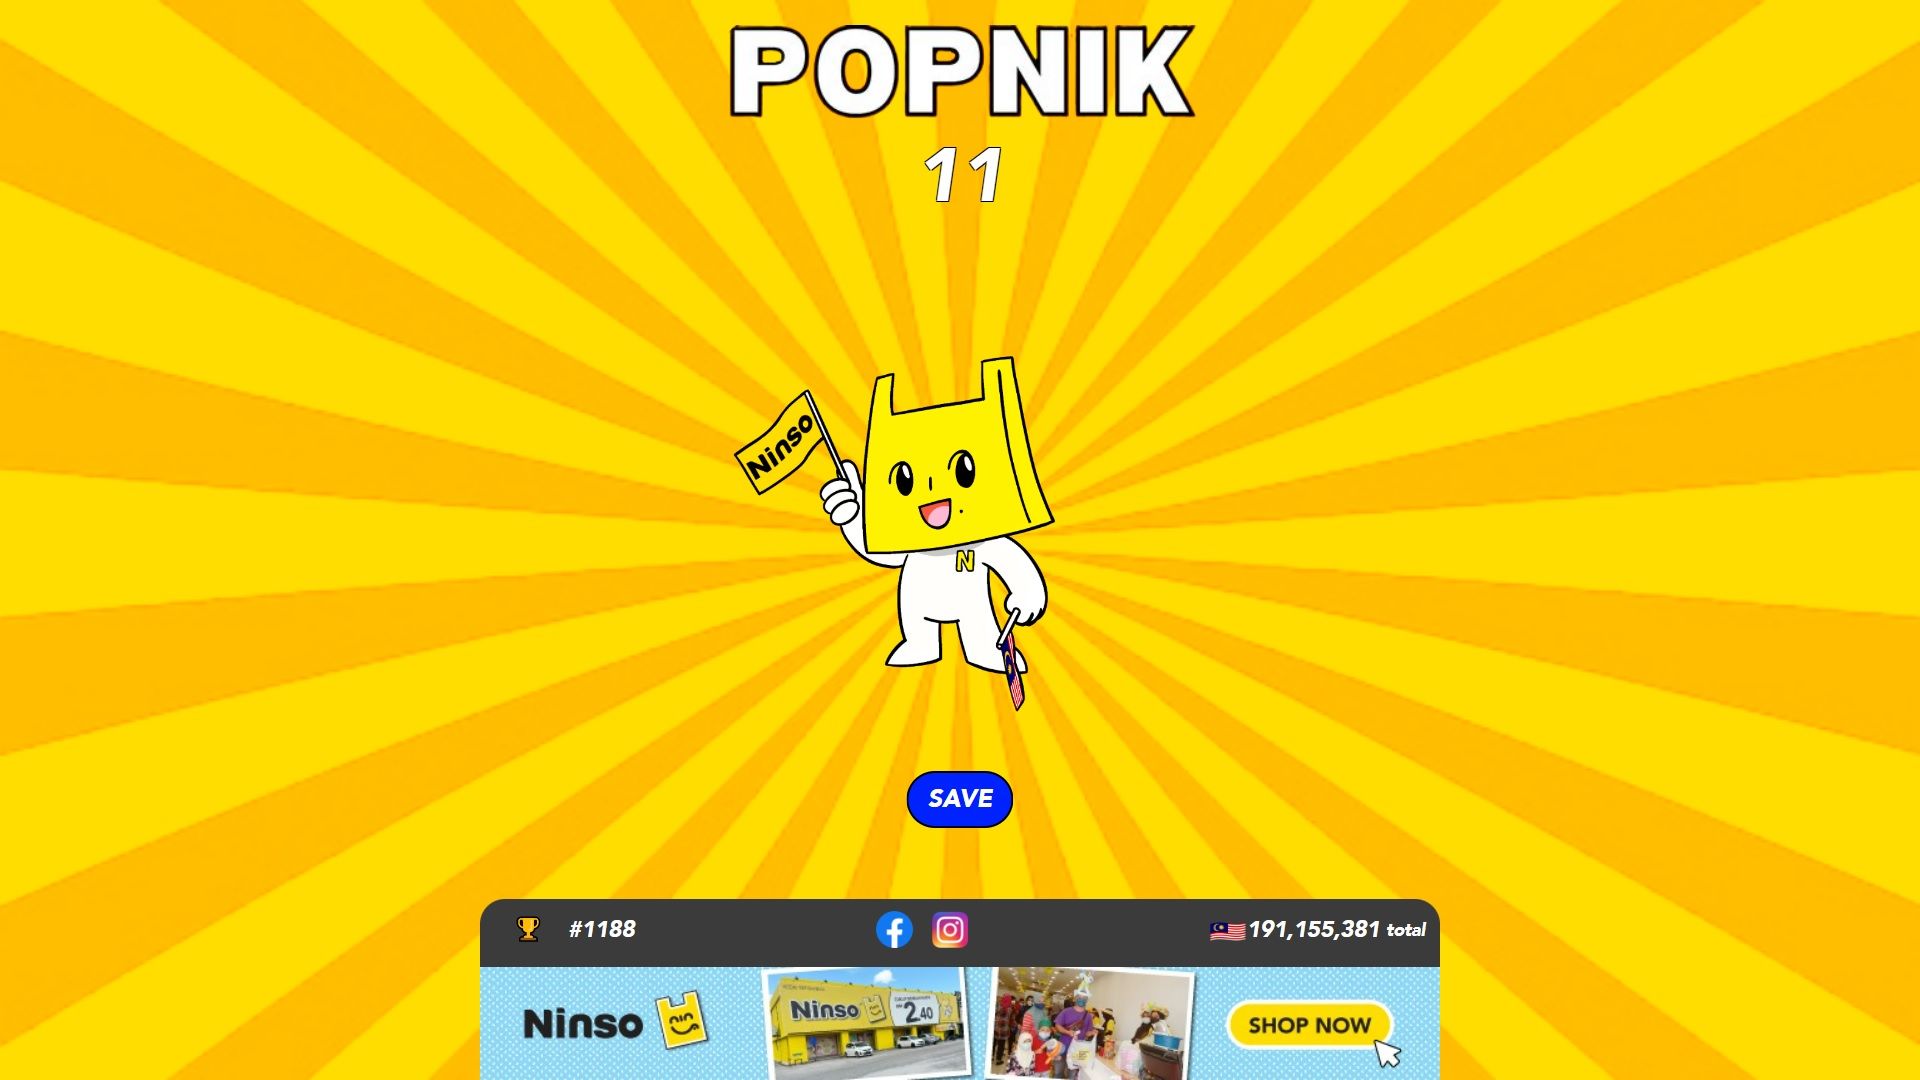 POPNIK
11
Ninso
N
SAVE
#1188
191,155,381 total
Ninso
Ninso
2.40
SHOP NOW